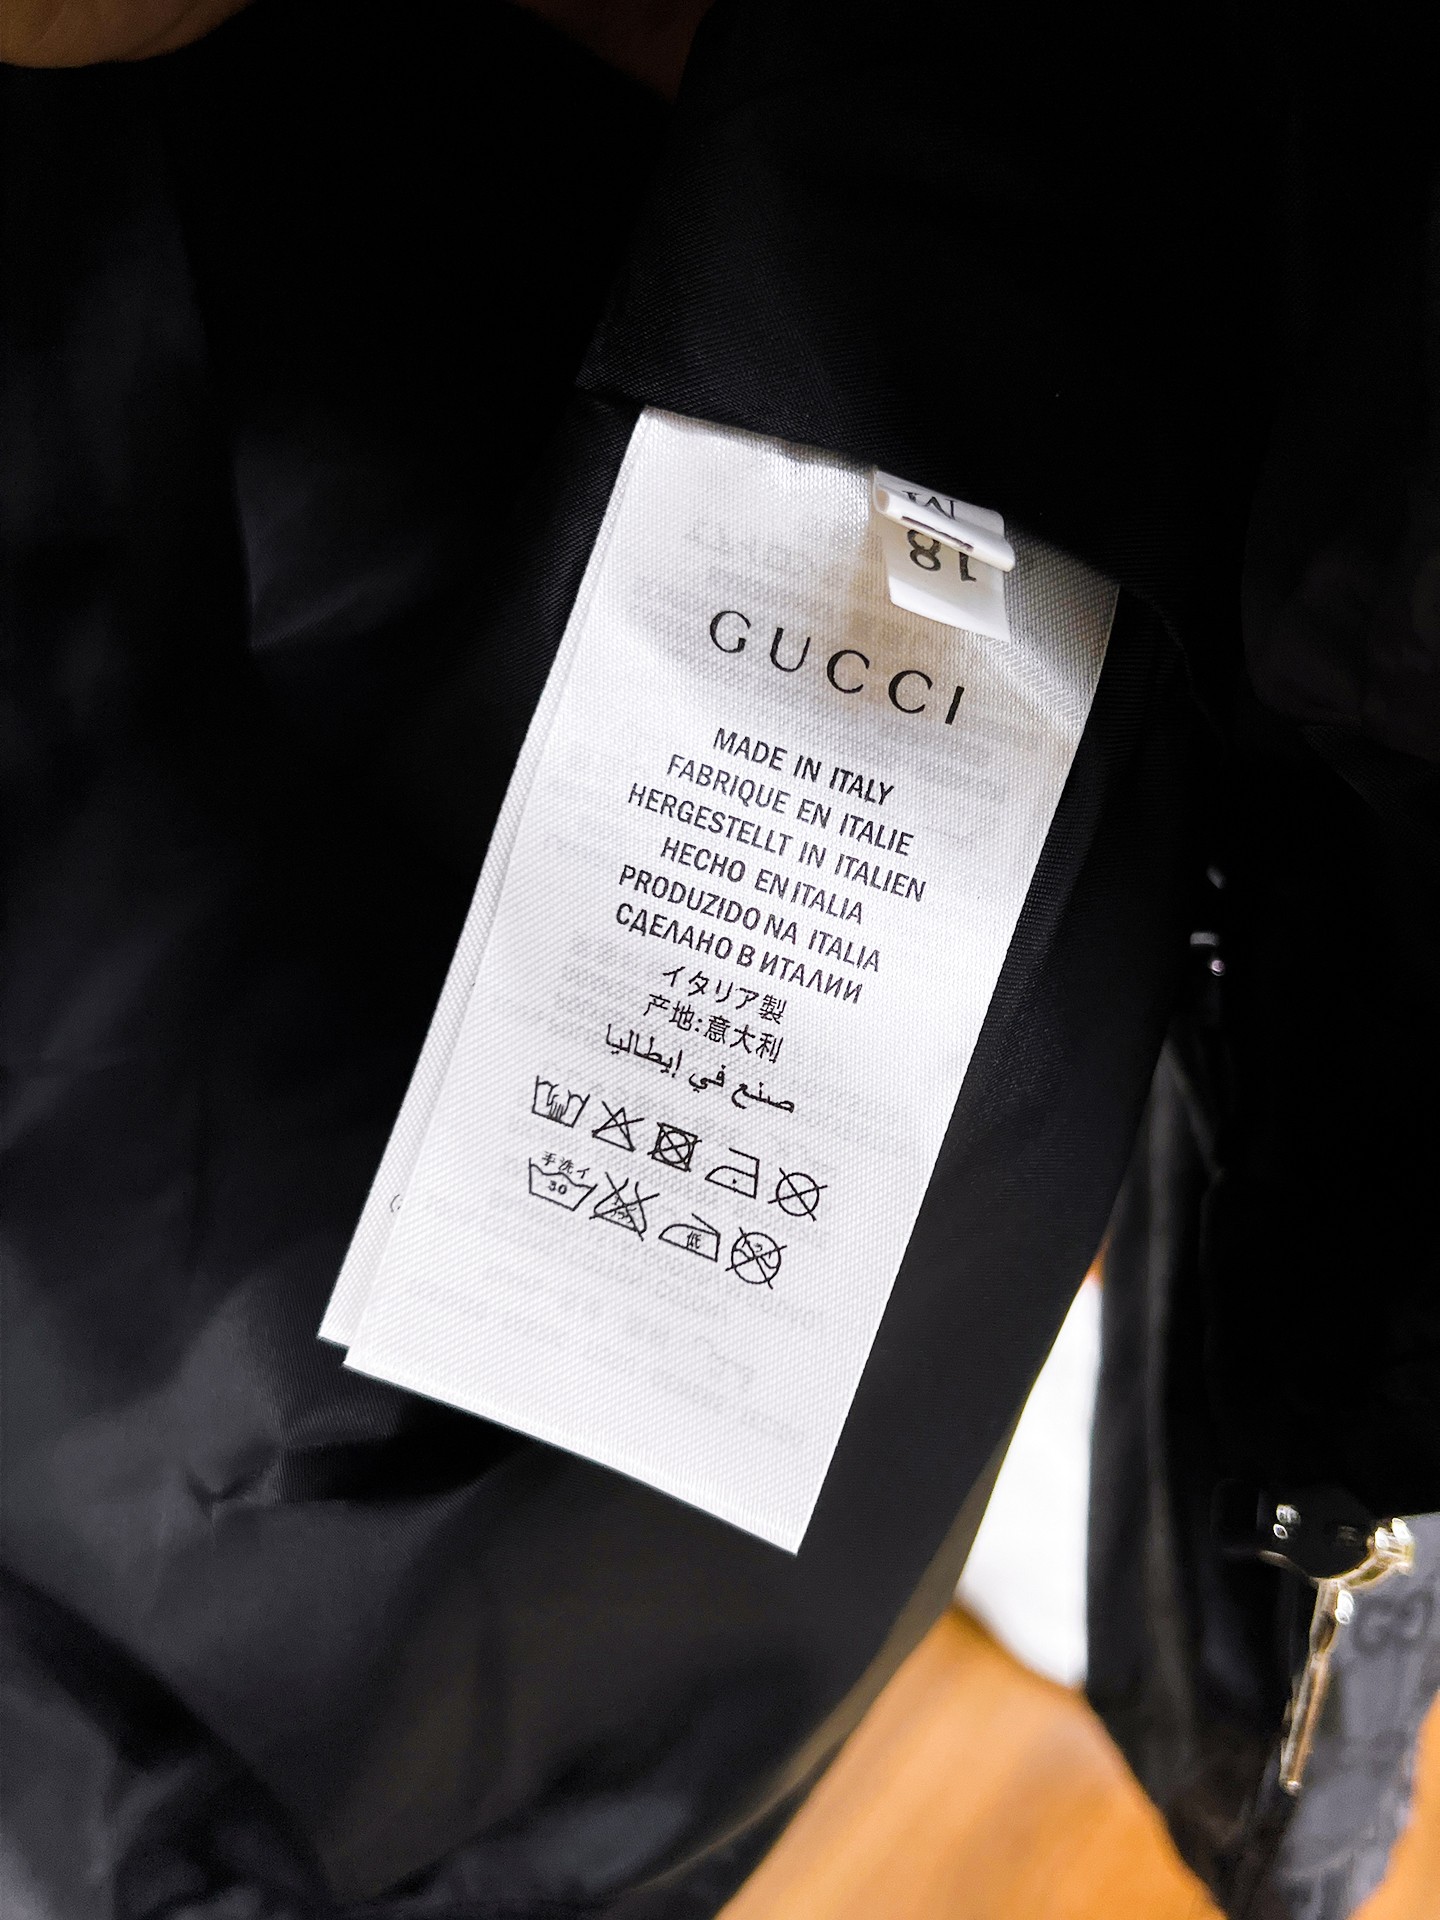 18
GUCCI
MADE IN ITALY
FABRIQUE EN ITALIE
HERGESTELLT IN ITALIEN
HECHO EN ITALIA
PRODUZIDO NA ITALIA
СДЕЛАНО В ИТАЛИИ
イタリア製
产地:意大利
صنع في إيطاليا
手洗イ
30
低